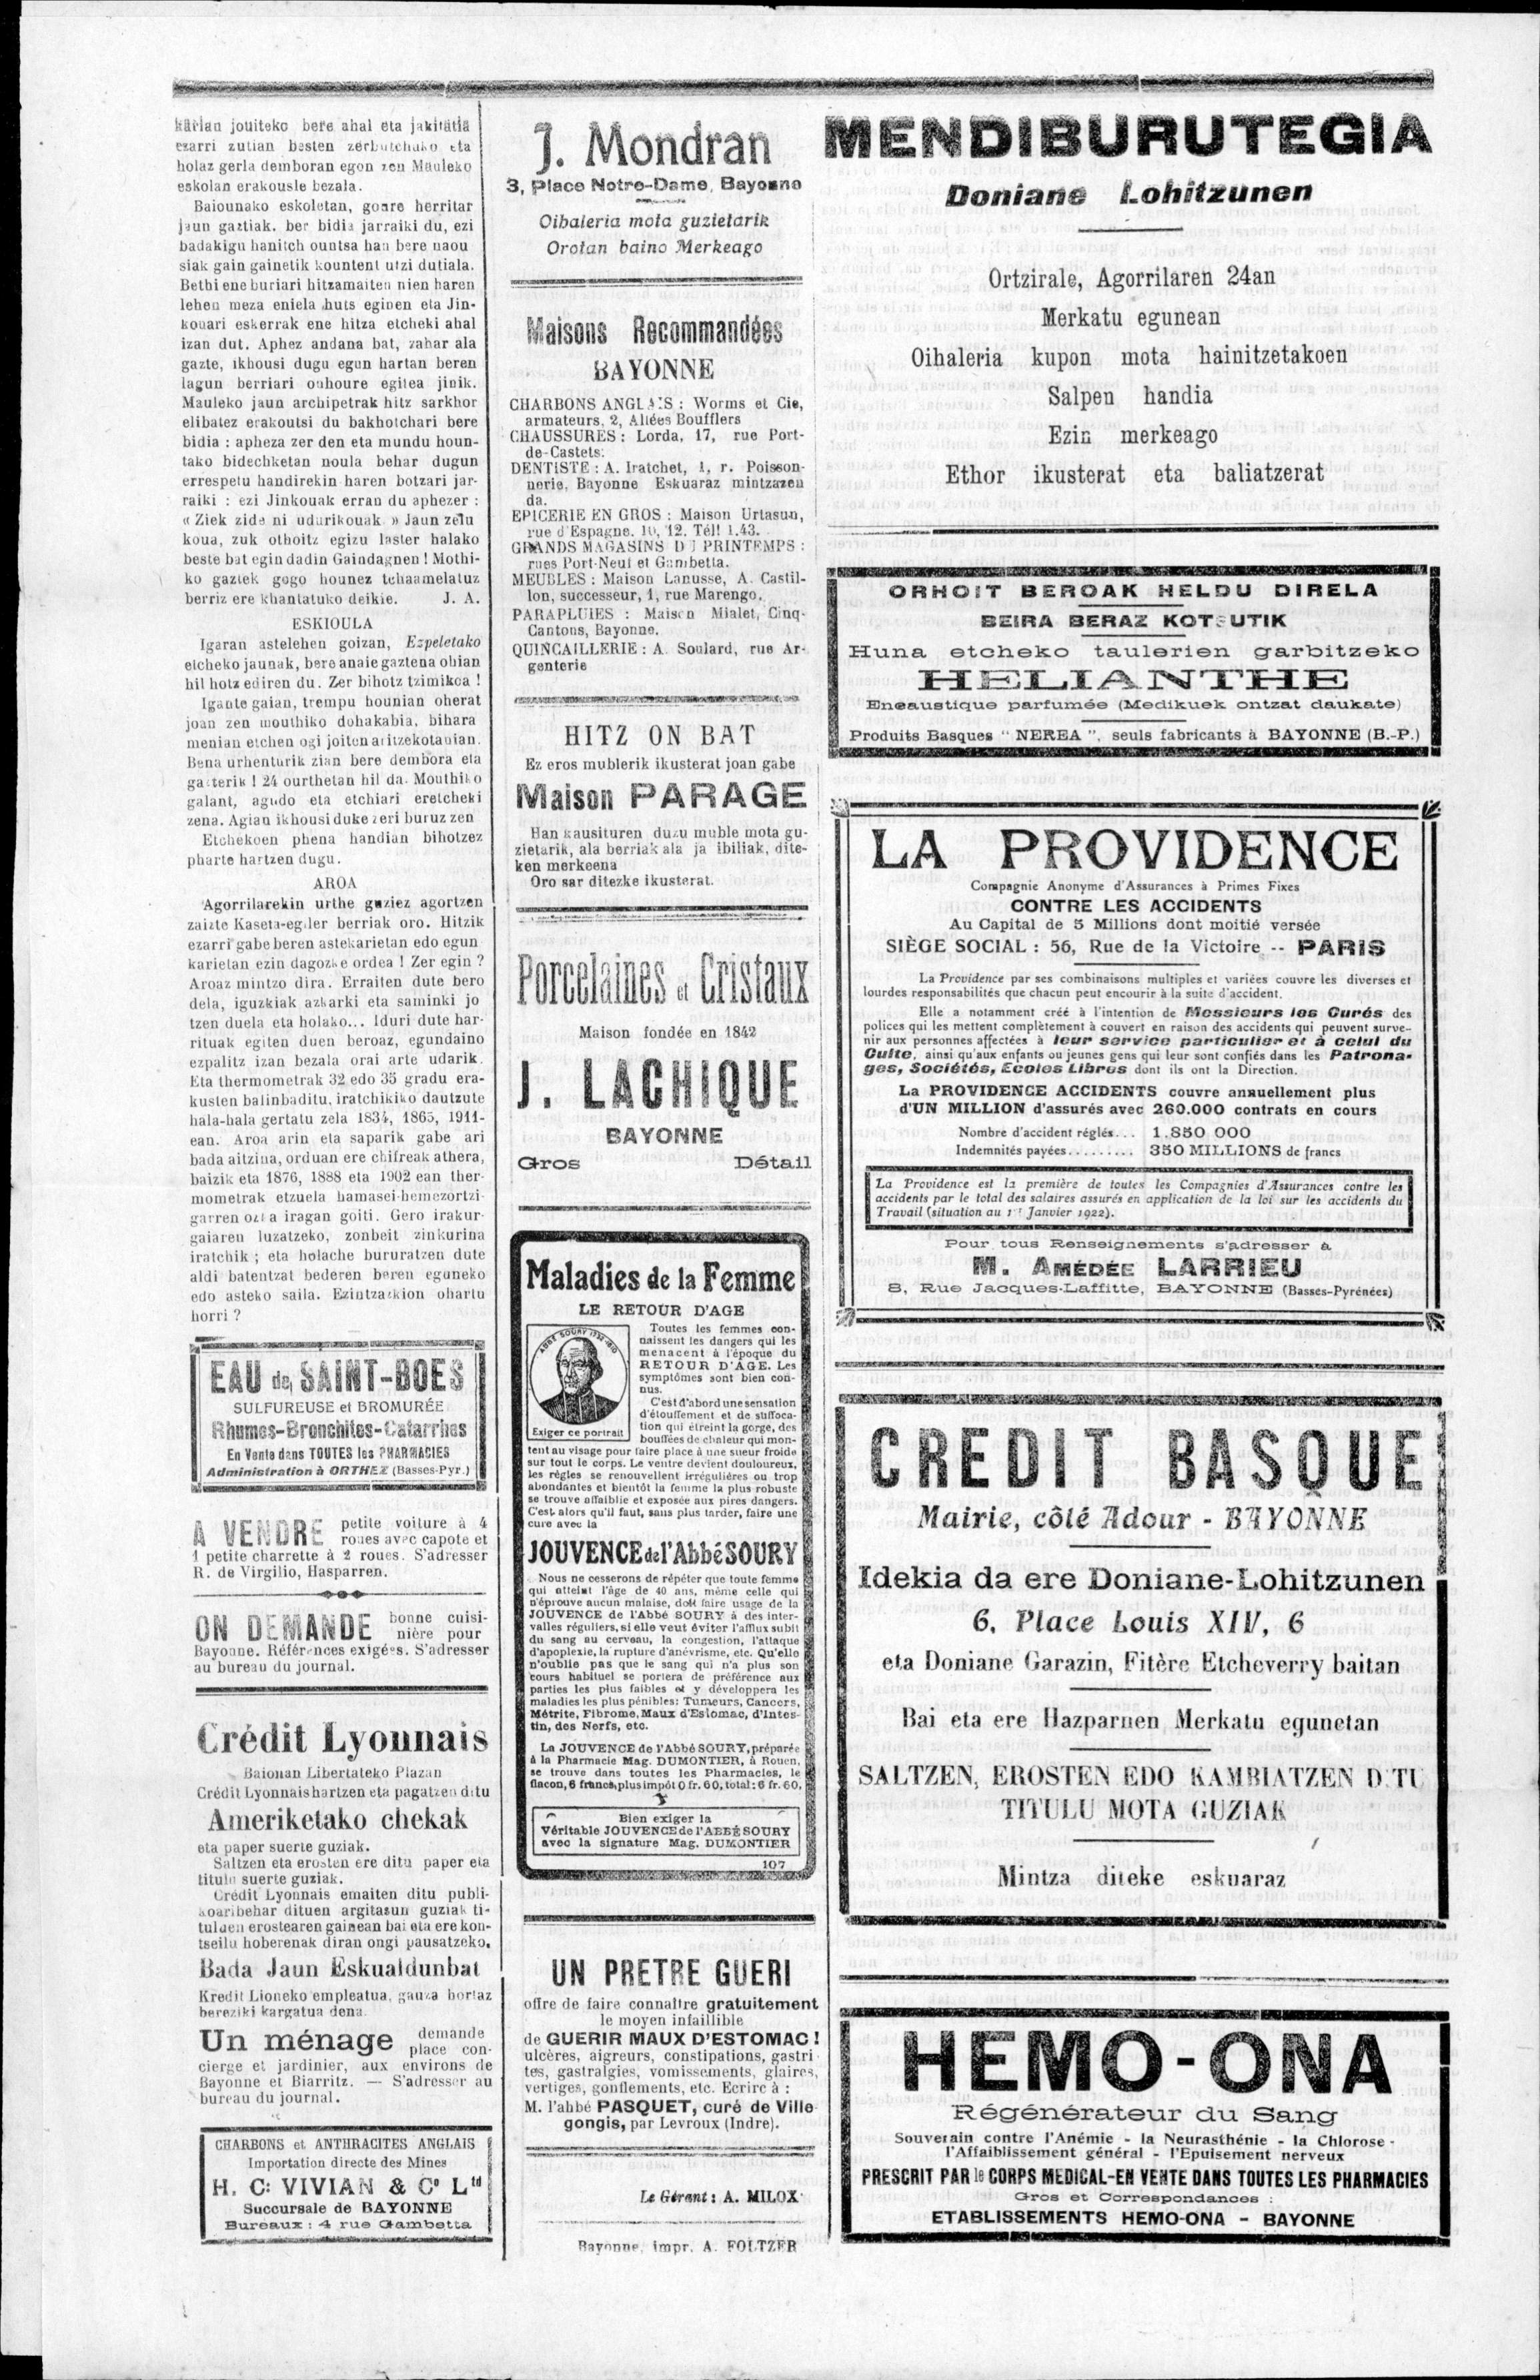 karian jouiteko bere ahal eta jakitatia
ezarri zutian besten zerbutchuko eta
holaz gerla demboran egon zen Mauleko
eskolan erakousle bezala.
Baiounako eskoletan, goure herritar
jaun gaztiak. ber bidia jarraiki du, ezi
badakigu hanitch ountsa hau bere naou
siak gain gainetik kountent utzi dutiala.
Bethi ene buriari hitzamaiten nien haren
lehen meza eniela huts eginen eta Jin-
kouari eskerrak ene hitza etcheki ahal
izan dut. Aphez andana bat, zahar ala
gazte, ikhousi dugu egun hartan beren
lagun berriari ouhoure egitea jinik.
Mauleko jaun archipetrak hitz sarkhor
elibatez erakoutsi du bakhotchari bere
bidia : apheza zer den eta mundu houn-
tako bidechketan noula behar dugun
errespetu handirekin haren botzari jar-
raiki : ezi Jinkouak erran du aphezer :
« Ziek zide ni udurikouak » Jaun zelu
koua, zuk othoitz egizu laster halako
beste bat egin dadin Gaindagnen ! Mothi-
ko gaztek gogo hounez tchaamelatuz
berriz ere khantatuko deikie. J. A.
ESKIOULA
Igaran astelehen goizan, Ezpeletako
etcheko jaunak, bere anaie gaztena ohian
hil hotz ediren du. Zer bihotz tzimikoa !
Igante gaian, trempu hounian oherat
joan zen mouthiko dohakabia, bihara
menian etchen ogi joiten aritzekotanian.
Bena urhenturik zian bere dembora eta
gazterik ! 24 ourthetan hil da. Mouthiko
galant, agudo eta etchiari eretcheki
zena. Agian ikhousi duke zeri buruz zen
Etchekoen phena handian bihotzez
pharte hartzen dugu.
AROA
Agorrilarekin urthe guziez agortzen
zaizte Kaseta-egiler berriak oro. Hitzik
ezarri gabe beren astekarietan edo egun
karietan ezin dagozke ordea ! Zer egin ?
Aroaz mintzo dira. Erraiten dute bero
dela, iguzkiak azkarki eta saminki jo
tzen duela eta holako... Iduri dute har-
rituak egiten duen beroaz, egundaino
ezpalitz izan bezala orai arte udarik.
Eta thermometrak 32 edo 35 gradu era-
kusten balinbaditu, iratchikiko dautzute
hala-hala gertatu zela 1834, 1865, 1911-
ean. Aroa arin eta saparik gabe ari
bada aitzina, orduan ere chifreak athera,
baizik eta 1876, 1888 eta 1902 ean ther-
mometrak etzuela hamasei-hemezortzi-
garren a iragan goiti. Gero irakur-
gaiaren luzatzeko, zonbeit zinkurina
iratchik ; eta holache bururatzen dute
aldi batentzat bederen beren eguneko
edo asteko saila. Ezintzakion ohartu
horri ?
EAU de SAINT-BOES
SULFUREUSE et BROMURÉE
Rhumes-Bronchites-Catarrhes
En Vente dans TOUTES les PHARMACIES
Administration à ORTHEZ (Basses-Pyr.)
A VENDRE petite voiture à 4
roues avec capote et
1 petite charrette à 2 roues. S'adresser
R. de Virgilio, Hasparren.
ON DEMANDE bonne cuisi-
nière pour
Bayonne. Références exigées. S'adresser
au bureau du journal.
Crédit Lyonnais
Baionan Libertateko Plazan
Crédit Lyonnais hartzen eta pagatzen ditu
Ameriketako chekak
eta paper suerte guziak.
Saltzen eta erosten ere ditu paper eta
titulu suerte guziak.
Crédit Lyonnais emaiten ditu publi-
koari behar dituen argitasun guziak ti-
tuluen erostearen gainean bai eta ere kon-
tseilu hoberenak diran ongi pausatzeko.
Bada Jaun Eskualdunbat
Kredit Lioneko empleatua, gauza hortaz
bereziki kargatua dena.
Un ménage demande
place con-
cierge et jardinier, aux environs de
Bayonne et Biarritz. — S'adresser au
bureau du journal.
CHARBONS et ANTHRACITES ANGLAIS
Importation directe des Mines
H. C. VIVIAN & Co Ltd
Succursale de BAYONNE
Bureaux : 4 rue Gambetta
J. Mondran
3, Place Notre-Dame, Bayonne
Oihaleria mota guzietarik
Orotan baino Merkeago
Maisons Recommandées
BAYONNE
CHARBONS ANGLAIS : Worms et Cie,
armateurs, 2, Allées Boufflers
CHAUSSURES : Lorda, 17, rue Port-
de-Castets.
DENTISTE : A. Iratchet, 1, r. Poisson-
nerie, Bayonne Eskuaraz mintzazen
da.
EPICERIE EN GROS : Maison Urtasun,
rue d'Espagne, 10, 12. Tél! 1.43.
GRANDS MAGASINS DU PRINTEMPS :
rues Port-Neuf et Gambetta.
MEUBLES : Maison Lanusse, A. Castil-
lon, successeur, 1, rue Marengo.
PARAPLUIES : Maison Mialet, Cinq-
Cantons, Bayonne.
QUINCAILLERIE : A. Soulard, rue Ar-
genterie
HITZ ON BAT
Ez eros mublerik ikusterat joan gabe
Maison PARAGE
Han kausituren duzu muble mota gu-
zietarik, ala berriak ala ja ibiliak, dite-
ken merkeena
Oro sar ditezke ikusterat.
Porcelaines et Cristaux
Maison fondée en 1842
J. LACHIQUE
BAYONNE
Gros Détail
Maladies de la Femme
LE RETOUR D'AGE
ABBÉ SOURY
Exiger ce portrait
Toutes les femmes con-
naissent les dangers qui les
menacent à l'époque du
RETOUR D'AGE. Les
symptômes sont bien con-
nus.
C'est d'abord une sensation
d'étouffement et de suffoca-
tion qui étreint la gorge, des
bouffées de chaleur qui mon-
tent au visage pour faire place à une sueur froide
sur tout le corps. Le ventre devient douloureux,
les règles se renouvellent irrégulières ou trop
abondantes et bientôt la femme la plus robuste
se trouve affaiblie et exposée aux pires dangers.
C'est alors qu'il faut, sans plus tarder, faire une
cure avec la
JOUVENCE de l'Abbé SOURY
Nous ne cesserons de répéter que toute femme
qui atteint l'âge de 40 ans, même celle qui
n'éprouve aucun malaise, doit faire usage de la
JOUVENCE de l'Abbé SOURY à des inter-
valles réguliers, si elle veut éviter l'afflux subit
du sang au cerveau, la congestion, l'attaque
d'apoplexie, la rupture d'anévrisme, etc. Qu'elle
n'oublie pas que le sang qui n'a plus son
cours habituel se portera de préférence aux
parties les plus faibles et y développera les
maladies les plus pénibles: Tumeurs, Cancers,
Métrite, Fibrome, Maux d'Estomac, d'Intes-
tin, des Nerfs, etc.
La JOUVENCE de l'Abbé SOURY, préparée
à la Pharmacie Mag. DUMONTIER, à Rouen,
se trouve dans toutes les Pharmacies, le
flacon, 6 francs, plus impôt 0 fr. 60, total: 6 fr. 60.
Bien exiger la
Véritable JOUVENCE de l'ABBÉ SOURY
avec la signature Mag. DUMONTIER
107
UN PRETRE GUERI
offre de faire connaître gratuitement
le moyen infaillible
de GUERIR MAUX D'ESTOMAC !
ulcères, aigreurs, constipations, gastri
tes, gastralgies, vomissements, glaires,
vertiges, gonflements, etc. Ecrire à :
M. l'abbé PASQUET, curé de Ville
gongis, par Levroux (Indre).
Le Gérant : A. MILOX
Bayonne, impr. A. FOLTZER
MENDIBURUTEGIA
Doniane Lohitzunen
Ortzirale, Agorrilaren 24an
Merkatu egunean
Oihaleria kupon mota hainitzetakoen
Salpen handia
Ezin merkeago
Ethor ikusterat eta baliatzerat
ORHOIT BEROAK HELDU DIRELA
BEIRA BERAZ KOTSUTIK
Huna etcheko taulerien garbitzeko
HELIANTHE
Encaustique parfumée (Medikuek ontzat daukate)
Produits Basques " NEREA ", seuls fabricants à BAYONNE (B.-P.)
LA PROVIDENCE
Compagnie Anonyme d'Assurances à Primes Fixes
CONTRE LES ACCIDENTS
Au Capital de 5 Millions dont moitié versée
SIÈGE SOCIAL : 56, Rue de la Victoire -- PARIS
La Providence par ses combinaisons multiples et variées couvre les diverses et
lourdes responsabilités que chacun peut encourir à la suite d'accident.
Elle a notamment créé à l'intention de Messieurs les Curés des
polices qui les mettent complètement à couvert en raison des accidents qui peuvent surve-
nir aux personnes affectées à leur service particulier et à celui du
Culte, ainsi qu'aux enfants ou jeunes gens qui leur sont confiés dans les Patrona-
ges, Sociétés, Ecoles Libres dont ils ont la Direction.
La PROVIDENCE ACCIDENTS couvre annuellement plus
d'UN MILLION d'assurés avec 260.000 contrats en cours
Nombre d'accident réglés... 1.850 000
Indemnités payées......... 350 MILLIONS de francs
La Providence est la première de toutes les Compagnies d'Assurances contre les
accidents par le total des salaires assurés en application de la loi sur les accidents du
Travail (situation au 1er Janvier 1922).
Pour tous Renseignements s'adresser à
M. AMÉDÉE LARRIEU
8, Rue Jacques-Laffitte, BAYONNE (Basses-Pyrénées)
CREDIT BASQUE
Mairie, côté Adour - BAYONNE
Idekia da ere Doniane-Lohitzunen
6, Place Louis XIV, 6
eta Doniane Garazin, Fitère Etcheverry baitan
Bai eta ere Hazparnen Merkatu egunetan
SALTZEN, EROSTEN EDO KAMBIATZEN DITU
TITULU MOTA GUZIAK
Mintza diteke eskuaraz
HEMO-ONA
Régénérateur du Sang
Souverain contre l'Anémie - la Neurasthénie - la Chlorose -
l'Affaiblissement général - l'Epuisement nerveux
PRESCRIT PAR le CORPS MEDICAL-EN VENTE DANS TOUTES LES PHARMACIES
Gros et Correspondances :
ETABLISSEMENTS HEMO-ONA - BAYONNE